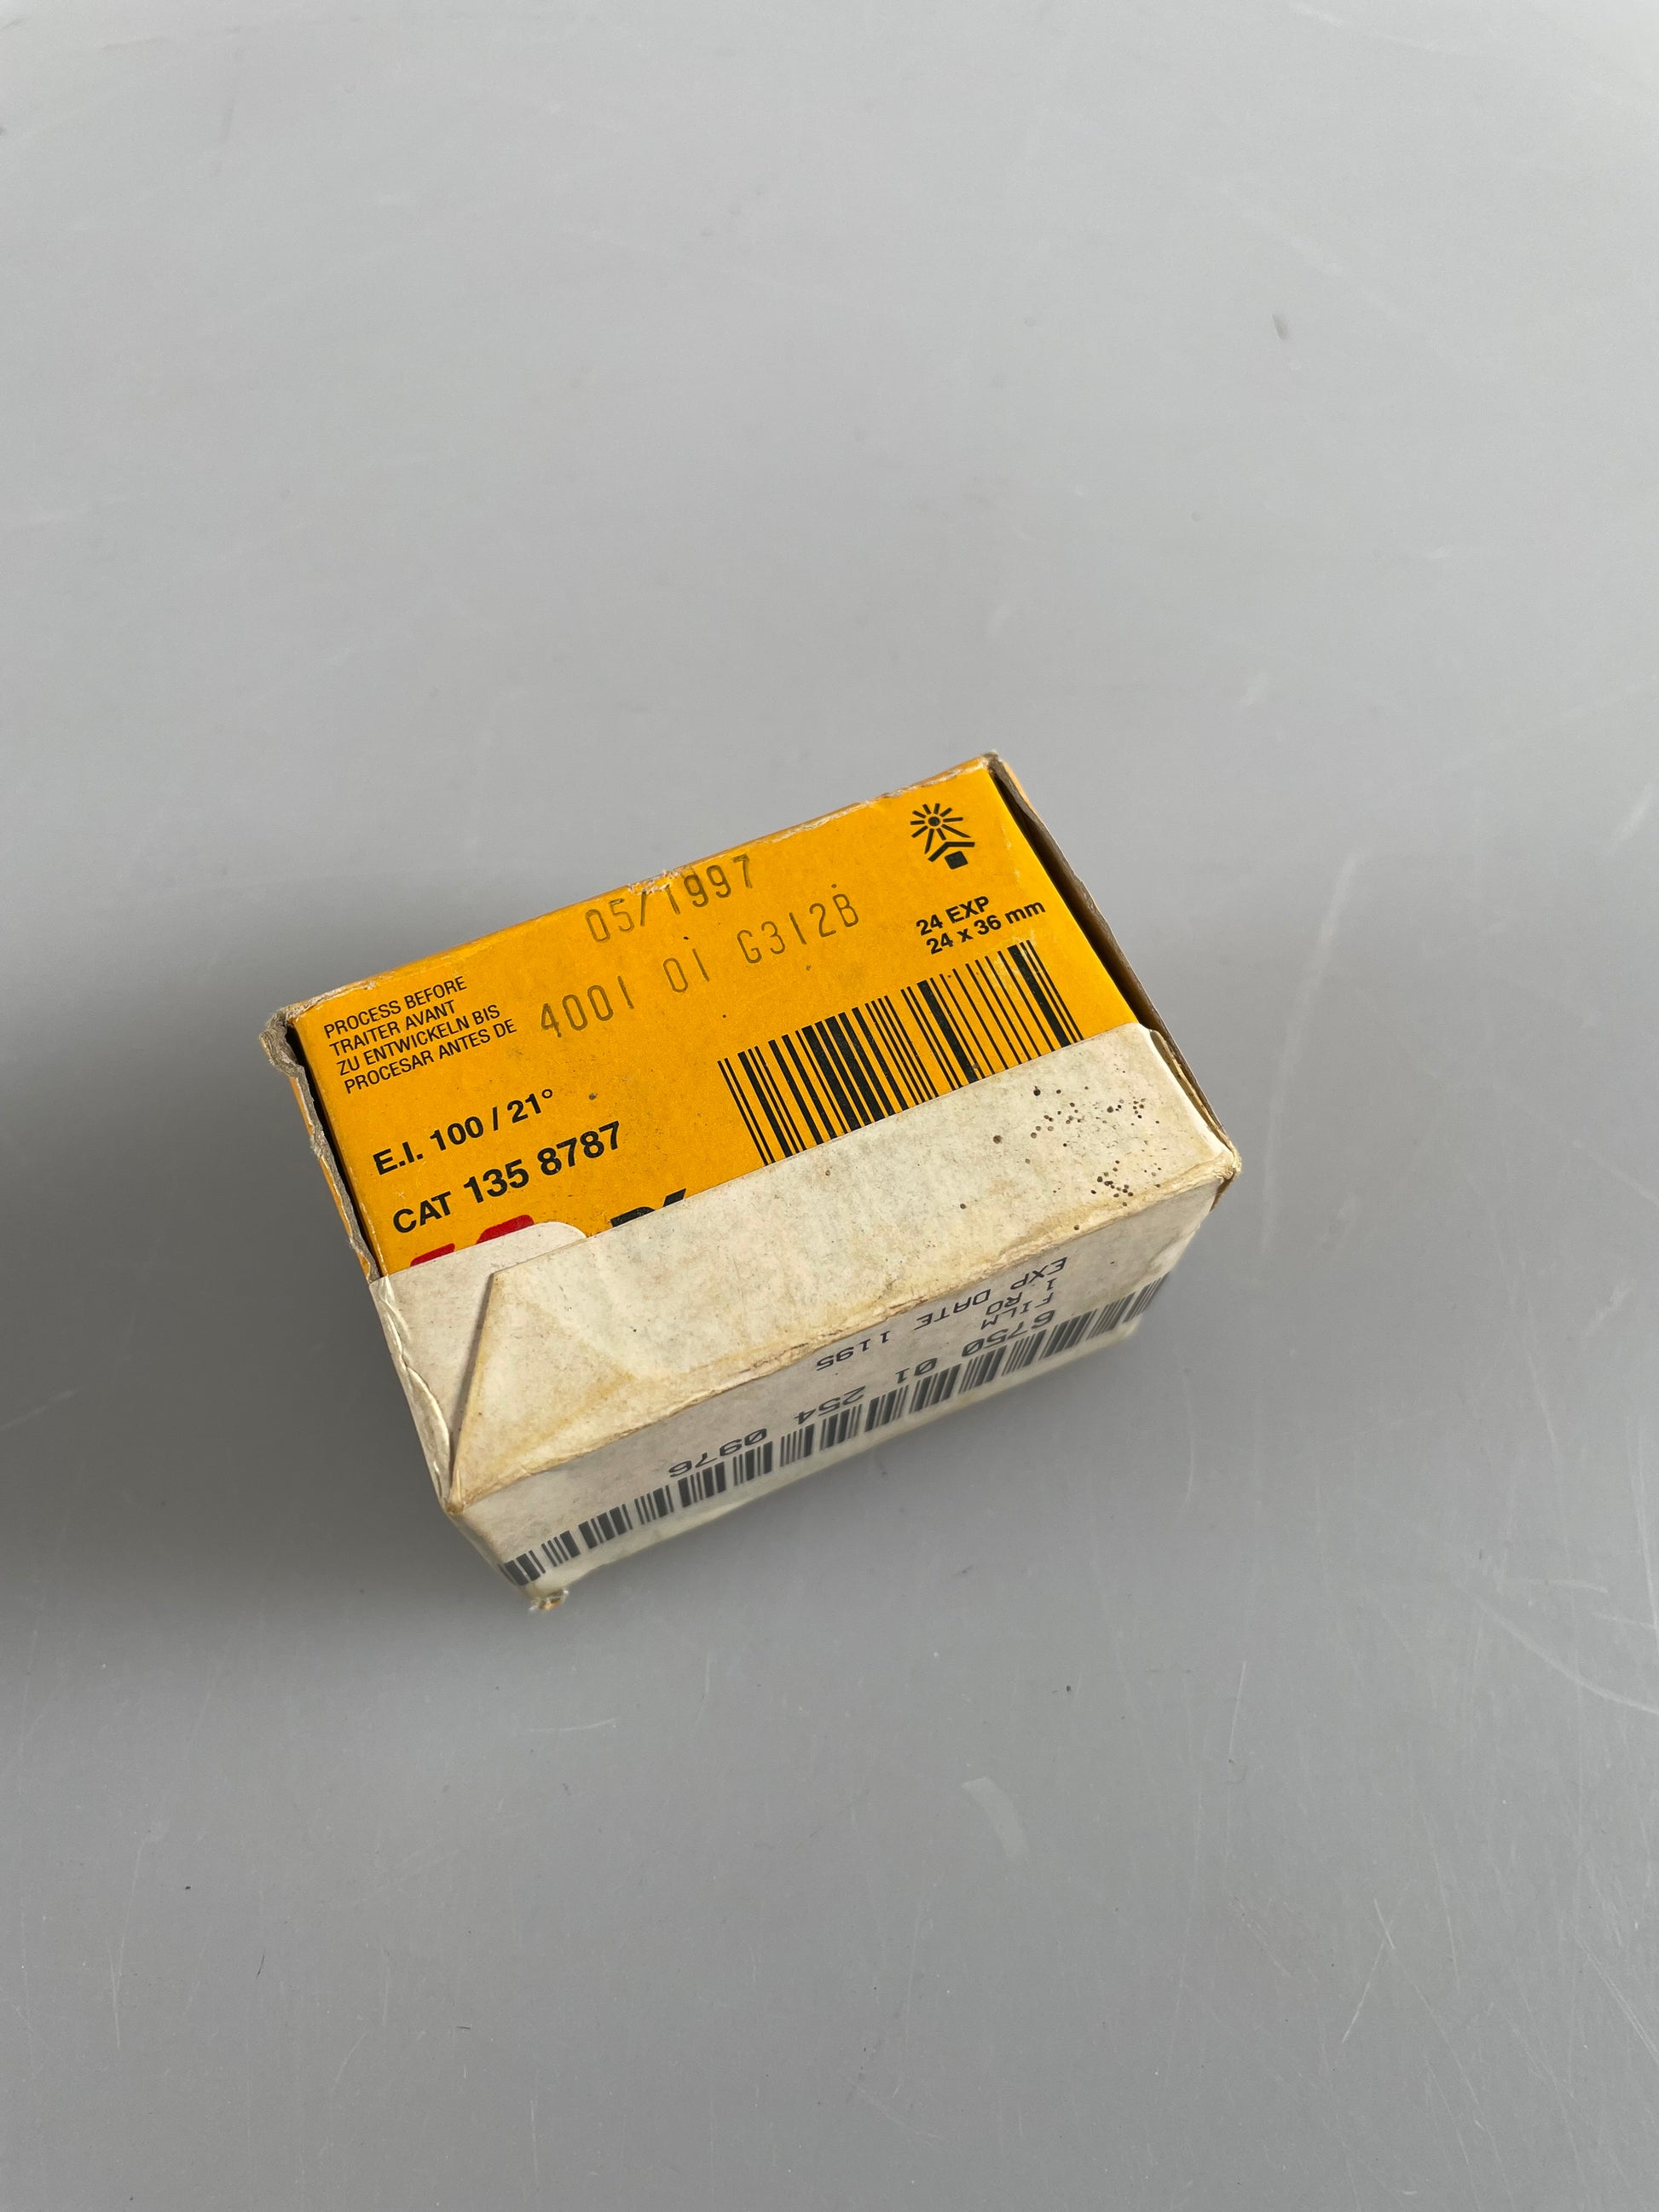 05/1997
4001 01 G312B
PROCESS BEFORE
TRAITER AVANT
ZU ENTWICKELN BIS
PROCESAR ANTES DE
24 EXP
24 x 36 mm
E.I. 100 / 21°
CAT 135 8787
6750 01 254 0976
FILM
1 RO
EXP DATE 1195